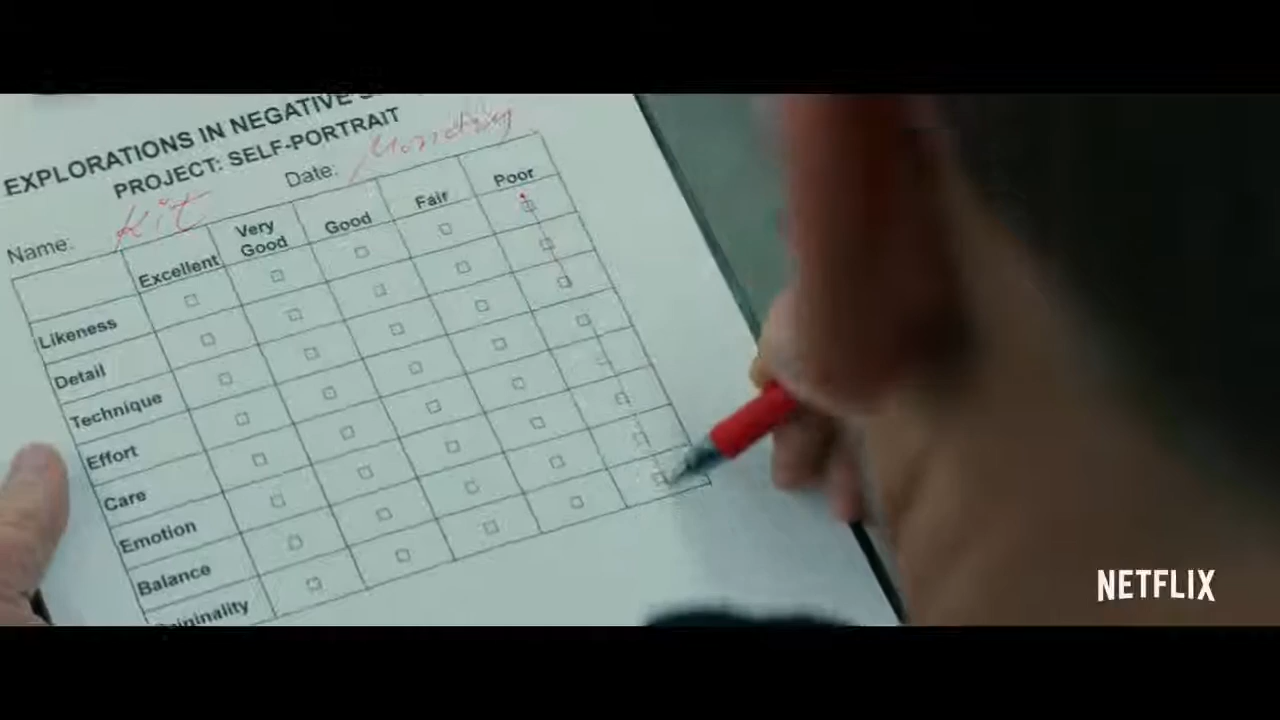 EXPLORATIONS IN NEGATIVE
PROJECT: SELF-PORTRAIT
Name: Kit Date: Monday
Excellent Very Good Good Fair Poor
Likeness
Detail
Technique
Effort
Care
Emotion
Balance
NETFLIX